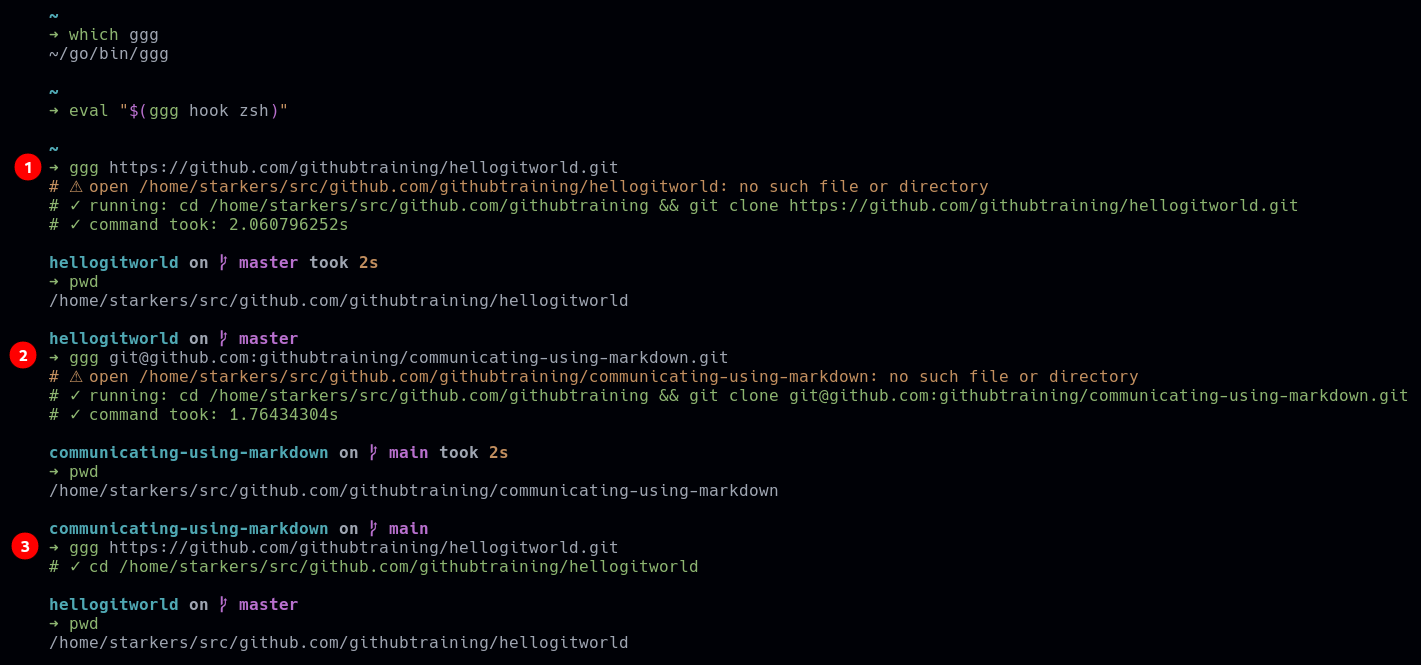 ~
➜ which ggg
~/go/bin/ggg
~
➜ eval "$(ggg hook zsh)"
~
1 ➜ ggg https://github.com/githubtraining/hellogitworld.git
# ⚠ open /home/starkers/src/github.com/githubtraining/hellogitworld: no such file or directory
# ✓ running: cd /home/starkers/src/github.com/githubtraining && git clone https://github.com/githubtraining/hellogitworld.git
# ✓ command took: 2.060796252s
hellogitworld on  master took 2s
➜ pwd
/home/starkers/src/github.com/githubtraining/hellogitworld
hellogitworld on  master
2 ➜ ggg git@github.com:githubtraining/communicating-using-markdown.git
# ⚠ open /home/starkers/src/github.com/githubtraining/communicating-using-markdown: no such file or directory
# ✓ running: cd /home/starkers/src/github.com/githubtraining && git clone git@github.com:githubtraining/communicating-using-markdown.git
# ✓ command took: 1.76434304s
communicating-using-markdown on  main took 2s
➜ pwd
/home/starkers/src/github.com/githubtraining/communicating-using-markdown
communicating-using-markdown on  main
3 ➜ ggg https://github.com/githubtraining/hellogitworld.git
# ✓ cd /home/starkers/src/github.com/githubtraining/hellogitworld
hellogitworld on  master
➜ pwd
/home/starkers/src/github.com/githubtraining/hellogitworld